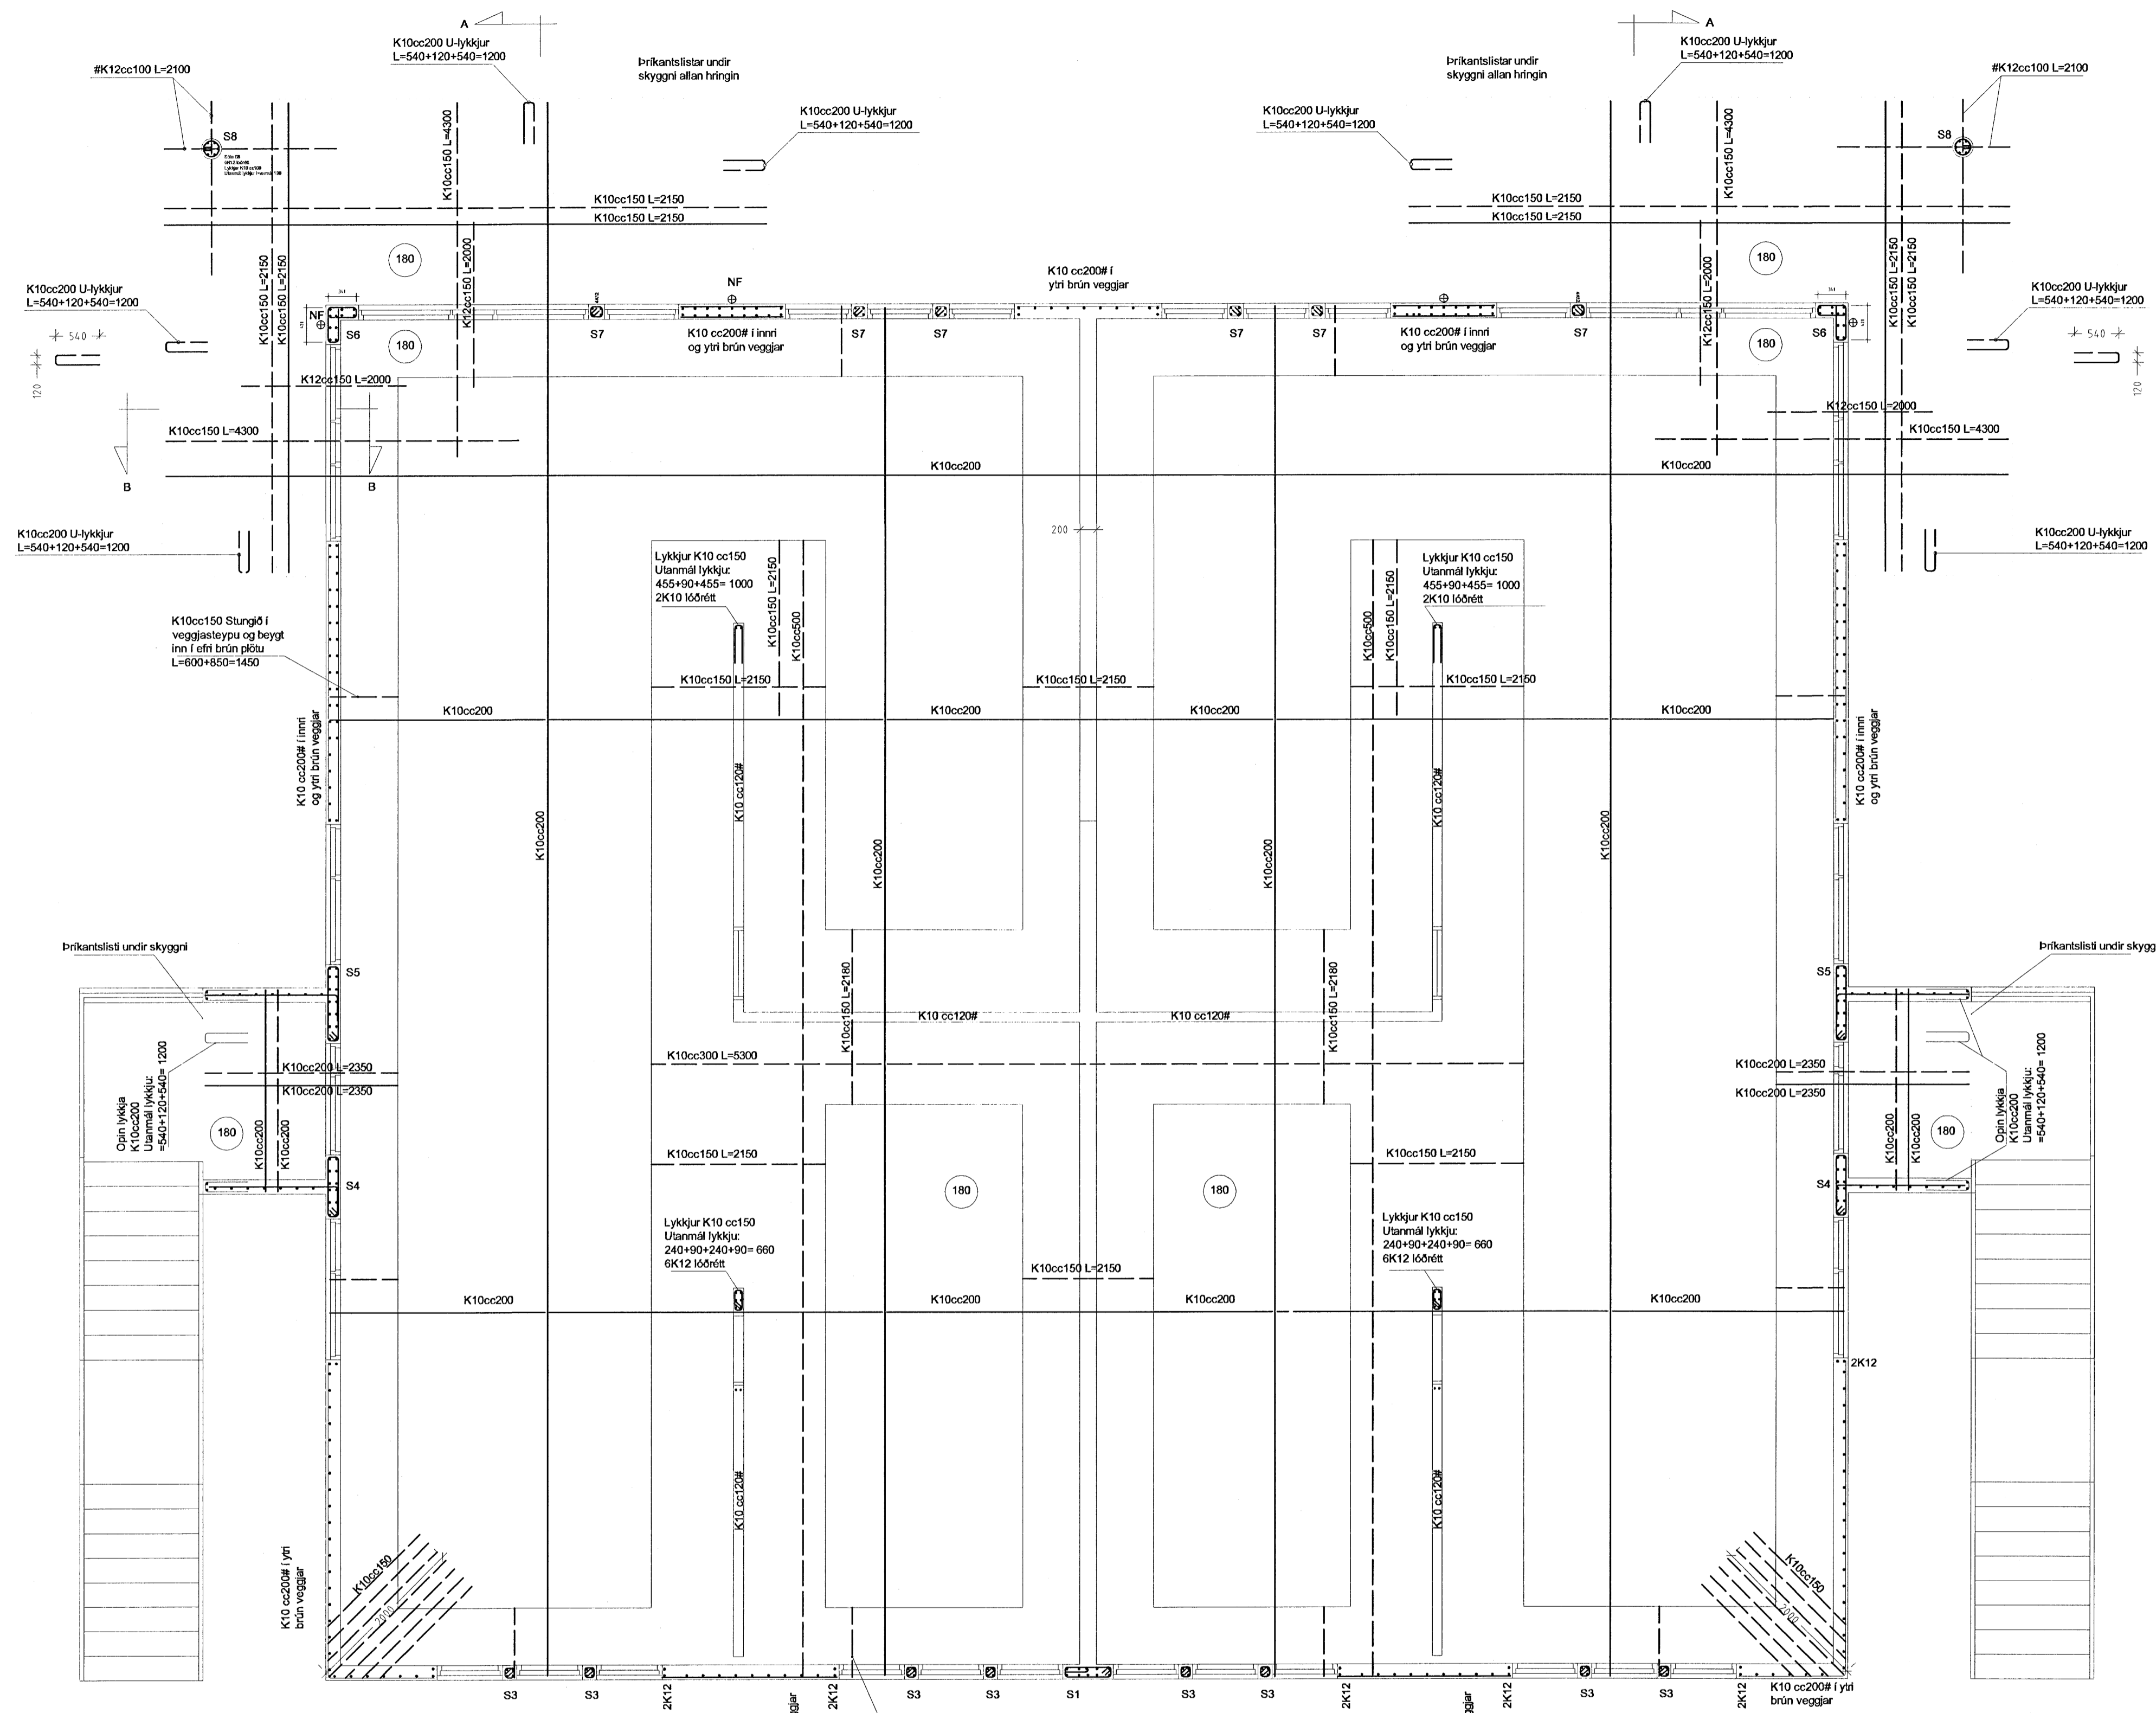 A
A
K10cc200 U-lykkjur
L=540+120+540=1200
Þríkantslistar undir
skyggni allan hringin
Þríkantslistar undir
skyggni allan hringin
K10cc200 U-lykkjur
L=540+120+540=1200
#K12cc100 L=2100
#K12cc100 L=2100
K10cc200 U-lykkjur
L=540+120+540=1200
K10cc200 U-lykkjur
L=540+120+540=1200
S8
S8
K10cc150 L=4300
K10cc150 L=4300
K10cc150 L=2150
K10cc150 L=2150
K10cc150 L=2150
K10cc150 L=2150
K10cc150 L=2150
K10cc150 L=2150
180
K12cc150 L=2000
K10 cc200# í
ytri brún veggjar
K12cc150 L=2000
180
K10cc150 L=2150
K10cc150 L=2150
K10cc200 U-lykkjur
L=540+120+540=1200
NF
K10cc200 U-lykkjur
L=540+120+540=1200
NF
S6
180
S7
K10 cc200# í innri
og ytri brún veggjar
S7
S7
S7
S7
K10 cc200# í innri
og ytri brún veggjar
S7
180
S6
540
120
540
120
K12cc150 L=2000
K12cc150 L=2000
K10cc150 L=4300
K10cc150 L=4300
B
B
K10cc200
K10cc200
K10cc200 U-lykkjur
L=540+120+540=1200
200
K10cc200 U-lykkjur
L=540+120+540=1200
Lykkjur K10 cc150
Utanmál lykkju:
455+90+455= 1000
2K10 lóðrétt
K10cc150 L=2150
K10cc500
K10cc500
K10cc150 L=2150
Lykkjur K10 cc150
Utanmál lykkju:
455+90+455= 1000
2K10 lóðrétt
K10cc150 Stungið í
veggjasteypu og beygt
inn í efri brún plötu
L=600+850=1450
K10cc150 L=2150
K10cc150 L=2150
K10cc150 L=2150
K10cc200
K10cc200
K10cc200
K10cc200
K10 cc200# í innri
og ytri brún veggjar
K10 cc200# í innri
og ytri brún veggjar
K10 cc120#
K10 cc120#
K10cc200
K10cc200
K10cc200
K10cc200
Þríkantslisti undir skyggni
Þríkantslisti undir skygg
S5
S5
K10cc150 L=2180
K10cc150 L=2180
K10 cc120#
K10 cc120#
K10cc300 L=5300
K10cc200 L=2350
K10cc200 L=2350
K10cc200 L=2350
K10cc200 L=2350
Opin lykkja
K10cc200
Utanmál lykkju:
=540+120+540= 1200
180
K10cc200
K10cc200
K10cc200
K10cc200
180
Opin lykkja
K10cc200
Utanmál lykkju:
=540+120+540= 1200
K10cc150 L=2150
K10cc150 L=2150
S4
S4
180
180
Lykkjur K10 cc150
Utanmál lykkju:
240+90+240+90= 660
6K12 lóðrétt
Lykkjur K10 cc150
Utanmál lykkju:
240+90+240+90= 660
6K12 lóðrétt
K10cc150 L=2150
K10cc200
K10cc200
K10cc200
K10cc200
2K12
K10 cc120#
K10 cc120#
K10 cc200# í ytri
brún veggjar
K10cc150
2000
K10cc150
2000
S3
S3
2K12
ggjar
2K12
S3
S3
S1
S3
S3
2K12
ggjar
2K12
S3
S3
2K12
K10 cc200# í ytri
brún veggjar